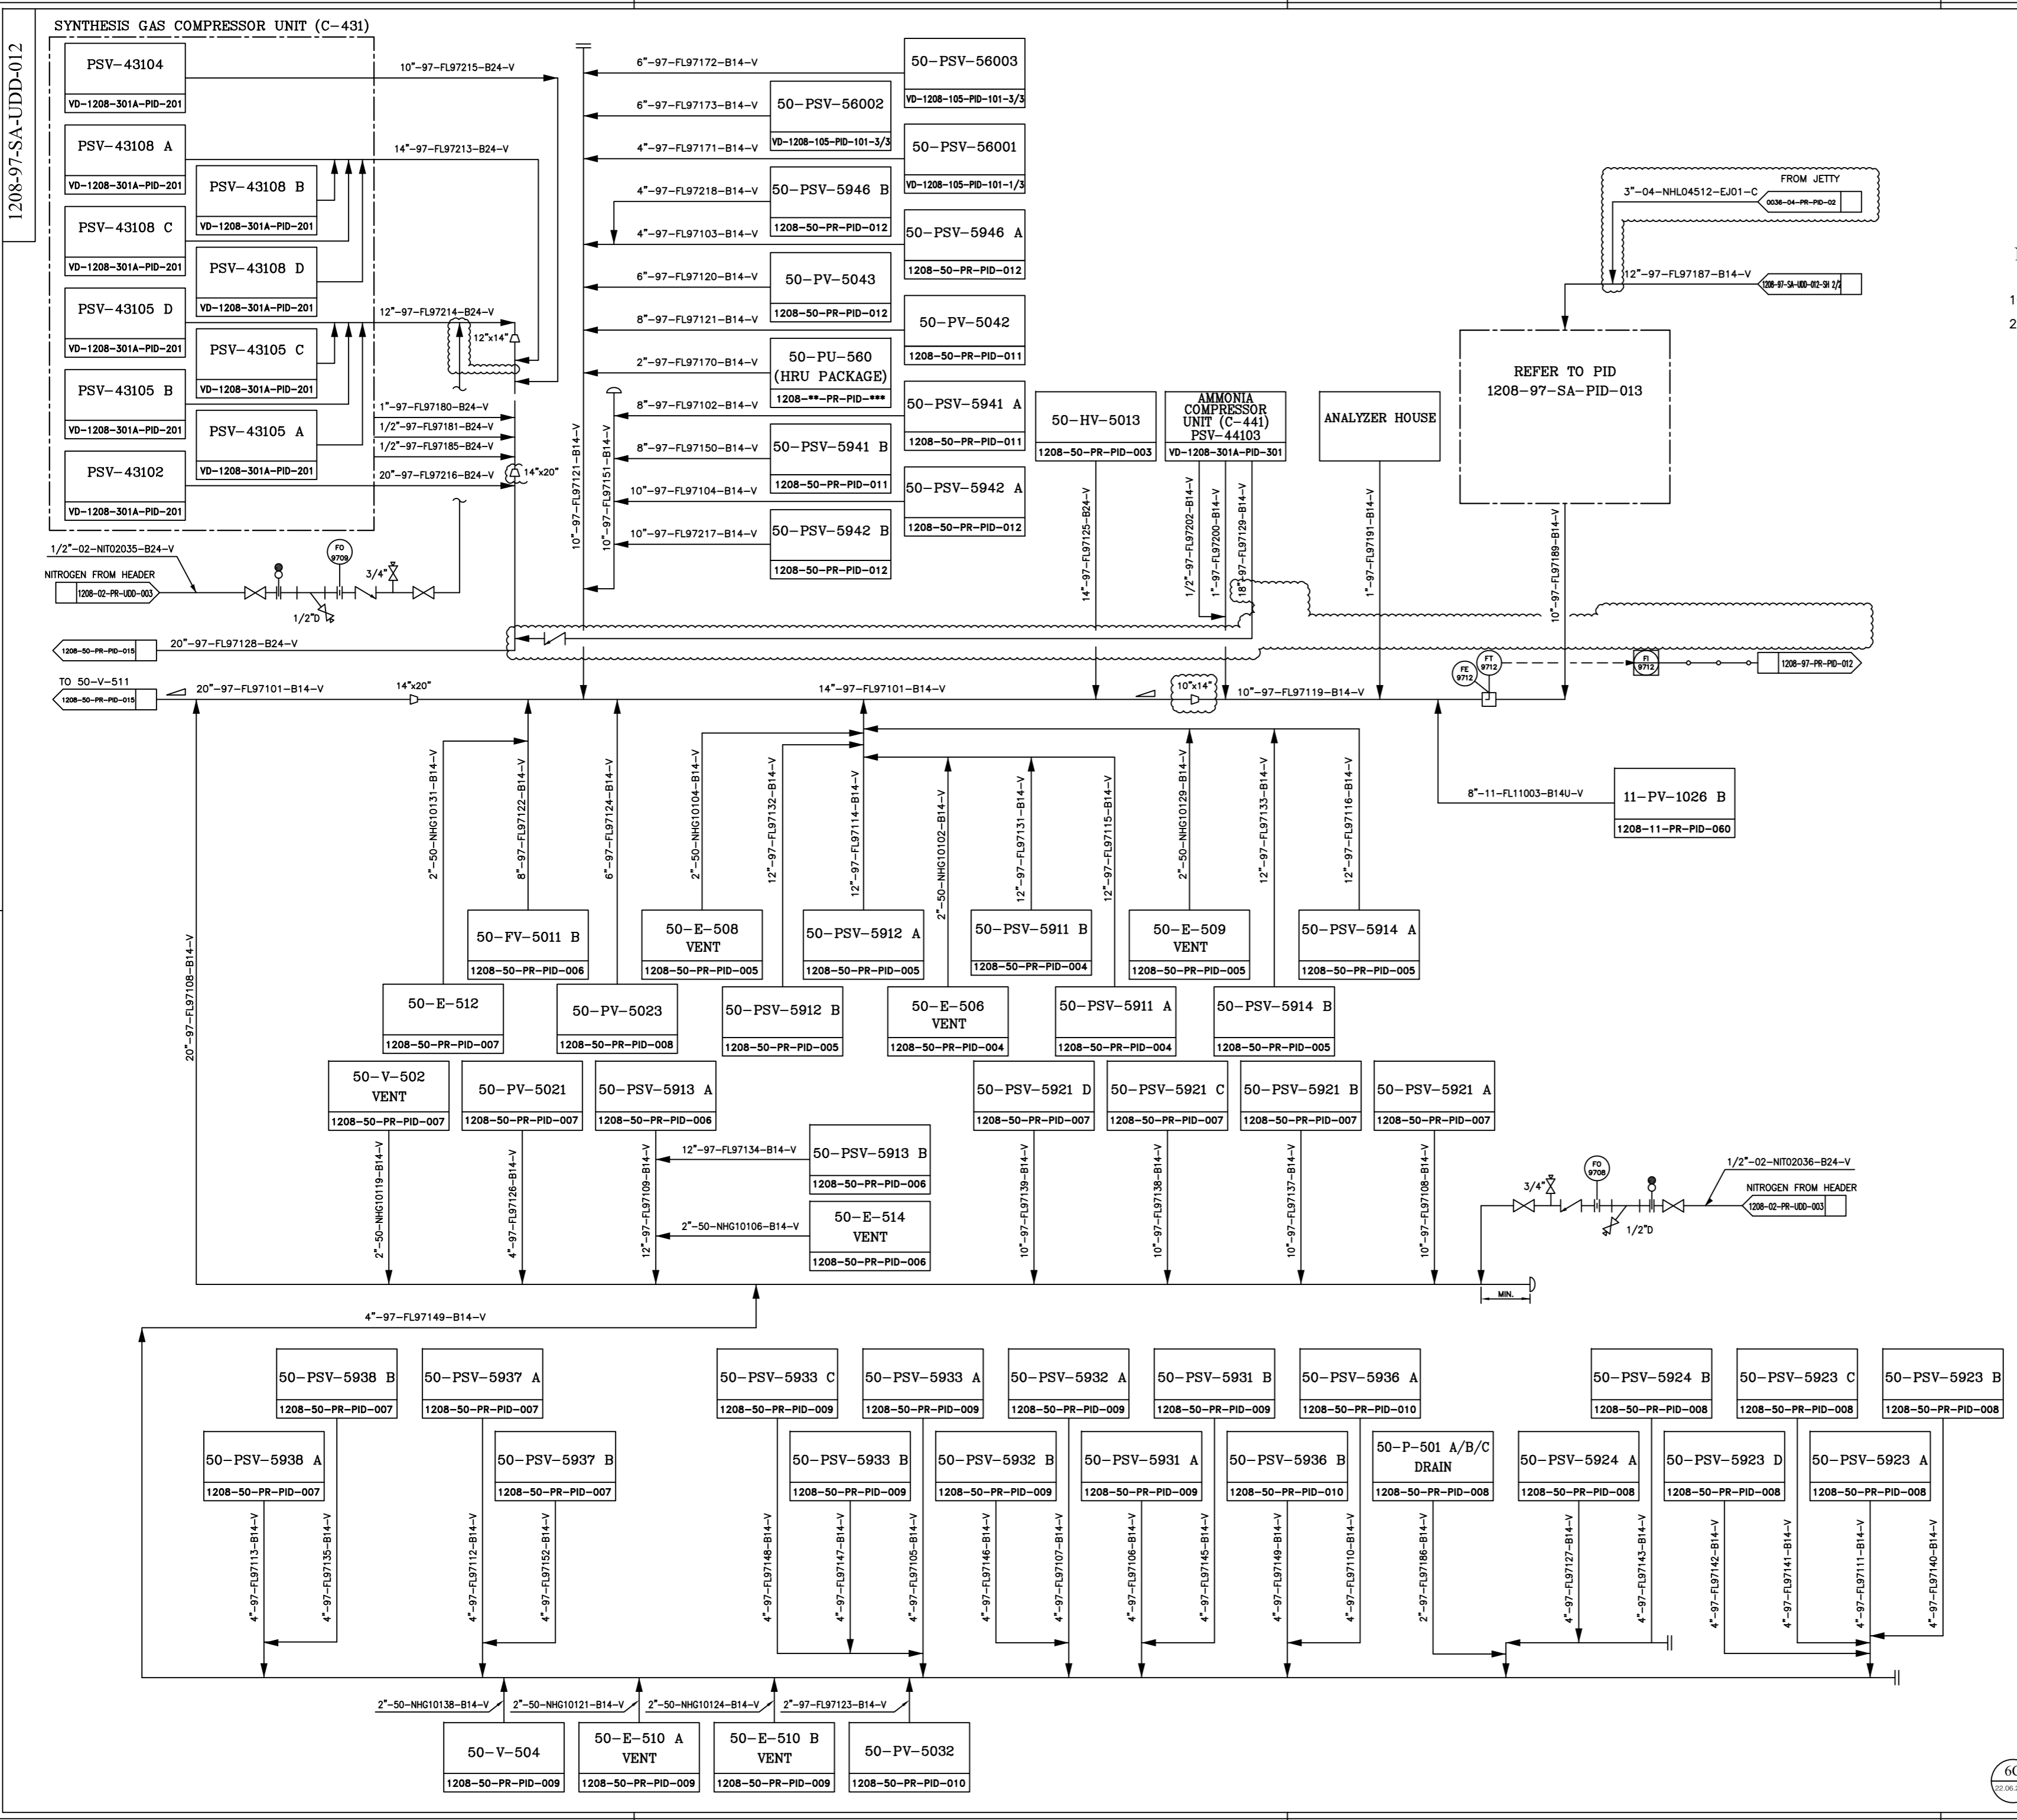 1208-97-SA-UDD-012
SYNTHESIS GAS COMPRESSOR UNIT (C-431)
PSV-43104
VD-1208-301A-PID-201
10"-97-FL97215-B24-V
PSV-43108 A
VD-1208-301A-PID-201
14"-97-FL97213-B24-V
PSV-43108 B
VD-1208-301A-PID-201
PSV-43108 C
VD-1208-301A-PID-201
PSV-43108 D
VD-1208-301A-PID-201
PSV-43105 D
VD-1208-301A-PID-201
12"-97-FL97214-B24-V
12"x14"
PSV-43105 C
VD-1208-301A-PID-201
PSV-43105 B
VD-1208-301A-PID-201
PSV-43105 A
VD-1208-301A-PID-201
1"-97-FL97180-B24-V
1/2"-97-FL97181-B24-V
1/2"-97-FL97185-B24-V
PSV-43102
VD-1208-301A-PID-201
20"-97-FL97216-B24-V
14"x20"
1/2"-02-NIT02035-B24-V
NITROGEN FROM HEADER
1208-02-PR-UDD-003
FO
9709
3/4"
1/2"D
1208-50-PR-PID-015
20"-97-FL97128-B24-V
TO 50-V-511
1208-50-PR-PID-015
20"-97-FL97101-B14-V
14"x20"
14"-97-FL97101-B14-V
10"x14"
10"-97-FL97119-B14-V
6"-97-FL97172-B14-V
50-PSV-56003
VD-1208-105-PID-101-3/3
6"-97-FL97173-B14-V
50-PSV-56002
VD-1208-105-PID-101-3/3
4"-97-FL97171-B14-V
50-PSV-56001
VD-1208-105-PID-101-1/3
4"-97-FL97218-B14-V
50-PSV-5946 B
1208-50-PR-PID-012
4"-97-FL97103-B14-V
50-PSV-5946 A
1208-50-PR-PID-012
6"-97-FL97120-B14-V
50-PV-5043
1208-50-PR-PID-012
8"-97-FL97121-B14-V
50-PV-5042
1208-50-PR-PID-011
2"-97-FL97170-B14-V
50-PU-560
(HRU PACKAGE)
1208-**-PR-PID-***
8"-97-FL97102-B14-V
50-PSV-5941 A
1208-50-PR-PID-011
8"-97-FL97150-B14-V
50-PSV-5941 B
1208-50-PR-PID-011
10"-97-FL97104-B14-V
50-PSV-5942 A
1208-50-PR-PID-012
10"-97-FL97217-B14-V
50-PSV-5942 B
1208-50-PR-PID-012
10"-97-FL97121-B14-V
10"-97-FL97151-B14-V
50-HV-5013
1208-50-PR-PID-003
14"-97-FL97125-B24-V
AMMONIA
COMPRESSOR
UNIT (C-441)
PSV-44103
VD-1208-301A-PID-301
1/2"-97-FL97202-B14-V
1"-97-FL97200-B14-V
18"-97-FL97129-B14-V
ANALYZER HOUSE
1"-97-FL97191-B14-V
FROM JETTY
3"-04-NHL04512-EJ01-C
0036-04-PR-PID-02
12"-97-FL97187-B14-V
1208-97-SA-UDD-012-SH 2/2
REFER TO PID
1208-97-SA-PID-013
10"-97-FL97189-B14-V
FE
9712
FT
9712
FI
9712
1208-97-PR-PID-012
8"-11-FL11003-B14U-V
11-PV-1026 B
1208-11-PR-PID-060
20"-97-FL97108-B14-V
2"-50-NHG10131-B14-V
8"-97-FL97122-B14-V
6"-97-FL97124-B14-V
2"-50-NHG10104-B14-V
12"-97-FL97132-B14-V
12"-97-FL97114-B14-V
2"-50-NHG10102-B14-V
12"-97-FL97131-B14-V
12"-97-FL97115-B14-V
2"-50-NHG10129-B14-V
12"-97-FL97133-B14-V
12"-97-FL97116-B14-V
50-FV-5011 B
1208-50-PR-PID-006
50-E-508
VENT
1208-50-PR-PID-005
50-PSV-5912 A
1208-50-PR-PID-005
50-PSV-5911 B
1208-50-PR-PID-004
50-E-509
VENT
1208-50-PR-PID-005
50-PSV-5914 A
1208-50-PR-PID-005
50-E-512
1208-50-PR-PID-007
50-PV-5023
1208-50-PR-PID-008
50-PSV-5912 B
1208-50-PR-PID-005
50-E-506
VENT
1208-50-PR-PID-004
50-PSV-5911 A
1208-50-PR-PID-004
50-PSV-5914 B
1208-50-PR-PID-005
50-V-502
VENT
1208-50-PR-PID-007
50-PV-5021
1208-50-PR-PID-007
50-PSV-5913 A
1208-50-PR-PID-006
50-PSV-5921 D
1208-50-PR-PID-007
50-PSV-5921 C
1208-50-PR-PID-007
50-PSV-5921 B
1208-50-PR-PID-007
50-PSV-5921 A
1208-50-PR-PID-007
2"-50-NHG10119-B14-V
4"-97-FL97126-B14-V
12"-97-FL97109-B14-V
12"-97-FL97134-B14-V
50-PSV-5913 B
1208-50-PR-PID-006
2"-50-NHG10106-B14-V
50-E-514
VENT
1208-50-PR-PID-006
10"-97-FL97139-B14-V
10"-97-FL97138-B14-V
10"-97-FL97137-B14-V
10"-97-FL97108-B14-V
3/4"
FO
9708
1/2"D
1/2"-02-NIT02036-B24-V
NITROGEN FROM HEADER
1208-02-PR-UDD-003
MIN.
4"-97-FL97149-B14-V
50-PSV-5938 B
1208-50-PR-PID-007
50-PSV-5937 A
1208-50-PR-PID-007
50-PSV-5933 C
1208-50-PR-PID-009
50-PSV-5933 A
1208-50-PR-PID-009
50-PSV-5932 A
1208-50-PR-PID-009
50-PSV-5931 B
1208-50-PR-PID-009
50-PSV-5936 A
1208-50-PR-PID-010
50-PSV-5924 B
1208-50-PR-PID-008
50-PSV-5923 C
1208-50-PR-PID-008
50-PSV-5923 B
1208-50-PR-PID-008
50-PSV-5938 A
1208-50-PR-PID-007
50-PSV-5937 B
1208-50-PR-PID-007
50-PSV-5933 B
1208-50-PR-PID-009
50-PSV-5932 B
1208-50-PR-PID-009
50-PSV-5931 A
1208-50-PR-PID-009
50-PSV-5936 B
1208-50-PR-PID-010
50-P-501 A/B/C
DRAIN
1208-50-PR-PID-008
50-PSV-5924 A
1208-50-PR-PID-008
50-PSV-5923 D
1208-50-PR-PID-008
50-PSV-5923 A
1208-50-PR-PID-008
4"-97-FL97113-B14-V
4"-97-FL97135-B14-V
4"-97-FL97112-B14-V
4"-97-FL97152-B14-V
4"-97-FL97148-B14-V
4"-97-FL97147-B14-V
4"-97-FL97105-B14-V
4"-97-FL97146-B14-V
4"-97-FL97107-B14-V
4"-97-FL97106-B14-V
4"-97-FL97145-B14-V
4"-97-FL97149-B14-V
4"-97-FL97110-B14-V
2"-97-FL97186-B14-V
4"-97-FL97127-B14-V
4"-97-FL97143-B14-V
4"-97-FL97142-B14-V
4"-97-FL97141-B14-V
4"-97-FL97111-B14-V
4"-97-FL97140-B14-V
2"-50-NHG10138-B14-V
2"-50-NHG10121-B14-V
2"-50-NHG10124-B14-V
2"-97-FL97123-B14-V
50-V-504
1208-50-PR-PID-009
50-E-510 A
VENT
1208-50-PR-PID-009
50-E-510 B
VENT
1208-50-PR-PID-009
50-PV-5032
1208-50-PR-PID-010